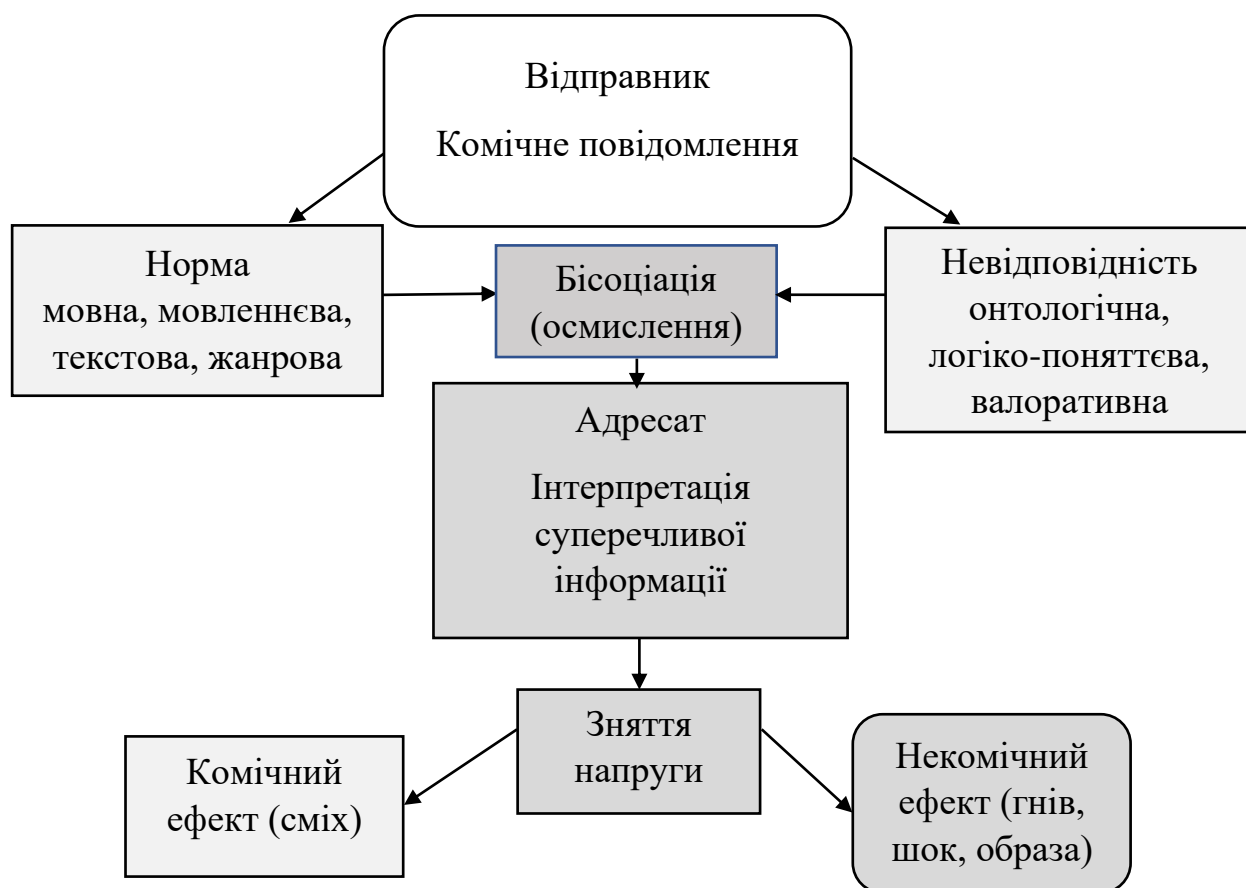 Відправник
Комічне повідомлення
Норма
мовна, мовленнєва,
текстова, жанрова
Бісоціація
(осмислення)
Невідповідність
онтологічна,
логіко-поняттєва,
валоративна
Адресат
Інтерпретація
суперечливої
інформації
Зняття
напруги
Комічний
ефект (сміх)
Некомічний
ефект (гнів,
шок, образа)